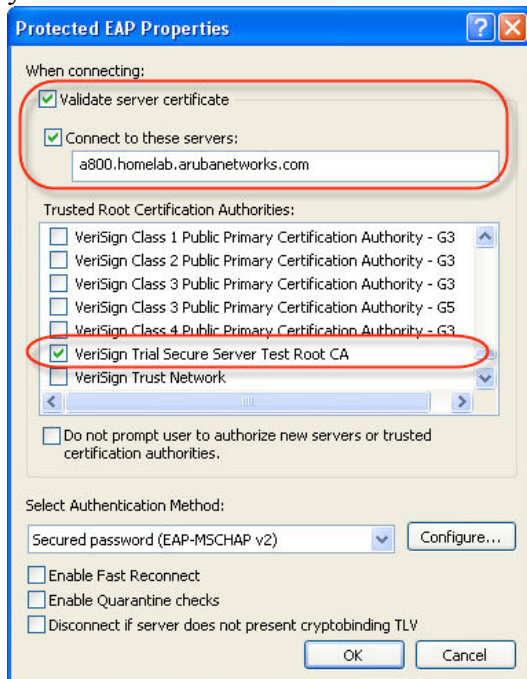 Protected EAP Properties
When connecting:
Validate server certificate
Connect to these servers:
a800.homelab.arubanetworks.com
Trusted Root Certification Authorities:
VeriSign Class 1 Public Primary Certification Authority - G3
VeriSign Class 2 Public Primary Certification Authority - G3
VeriSign Class 3 Public Primary Certification Authority - G3
VeriSign Class 3 Public Primary Certification Authority - G5
VeriSign Class 4 Public Primary Certification Authority - G3
VeriSign Trial Secure Server Test Root CA
VeriSign Trust Network
Do not prompt user to authorize new servers or trusted
certification authorities.
Select Authentication Method:
Secured password (EAP-MSCHAP v2)
Configure...
Enable Fast Reconnect
Enable Quarantine checks
Disconnect if server does not present cryptobinding TLV
OK
Cancel